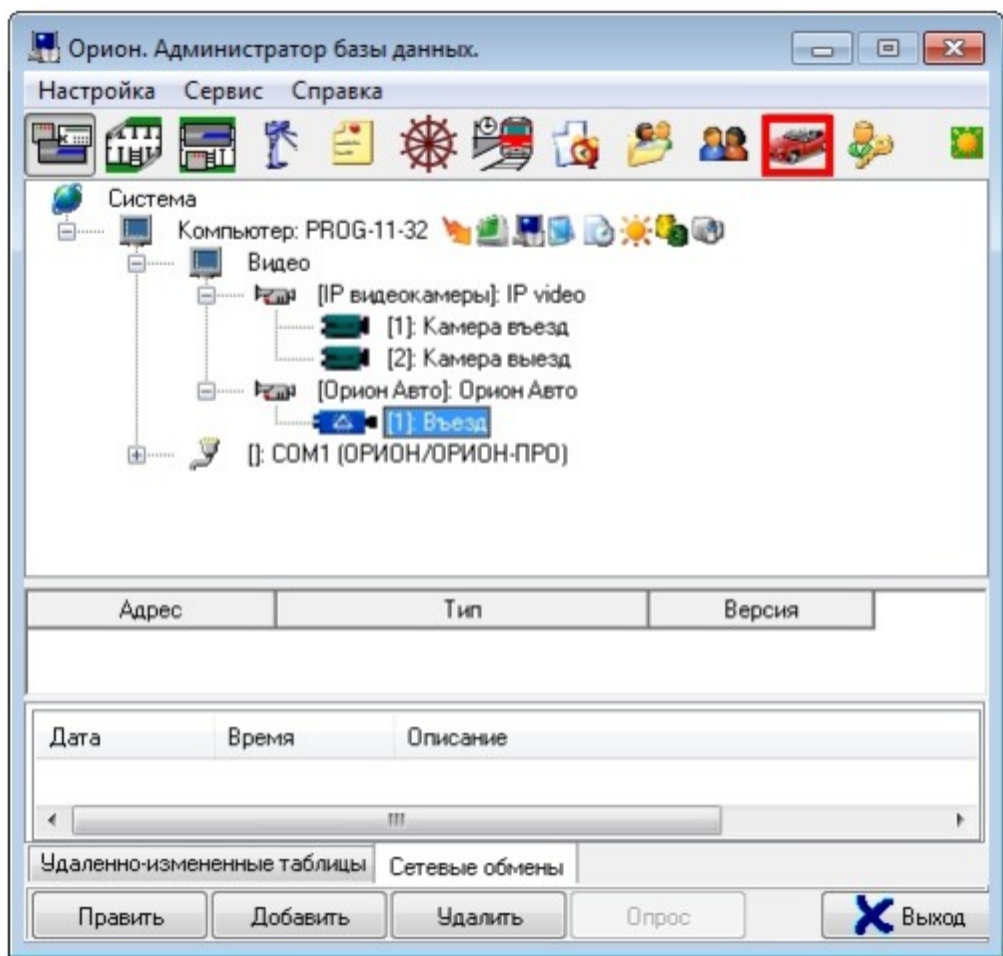 Орион. Администратор базы данных.
Настройка Сервис Справка
Система
Компьютер: PROG-11-32
Видео
[IP видеокамеры]: IP video
[1]: Камера въезд
[2]: Камера выезд
[Орион Авто]: Орион Авто
[1]: Въезд
[]: COM1 (ОРИОН/ОРИОН-ПРО)
Адрес Тип Версия
Дата Время Описание
Удаленно-измененные таблицы Сетевые обмены
Править Добавить Удалить Опрос Выход